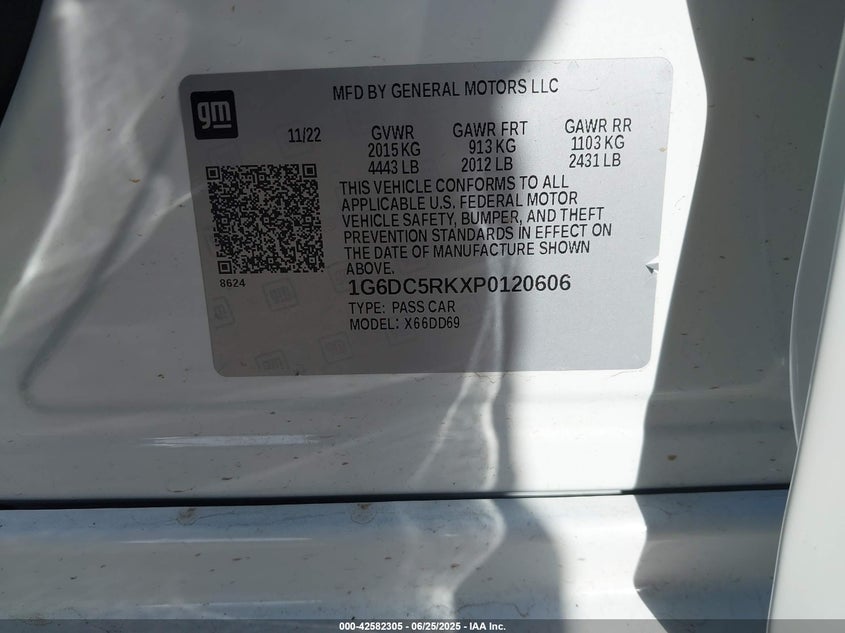 gm
MFD BY GENERAL MOTORS LLC
11/22 GVWR GAWR FRT GAWR RR
2015 KG 913 KG 1103 KG
4443 LB 2012 LB 2431 LB
THIS VEHICLE CONFORMS TO ALL
APPLICABLE U.S. FEDERAL MOTOR
VEHICLE SAFETY, BUMPER, AND THEFT
PREVENTION STANDARDS IN EFFECT ON
THE DATE OF MANUFACTURE SHOWN
ABOVE.
8624
1G6DC5RKXP0120606
TYPE: PASS CAR
MODEL: X66DD69
000-42582305 - 06/25/2025 - IAA Inc.